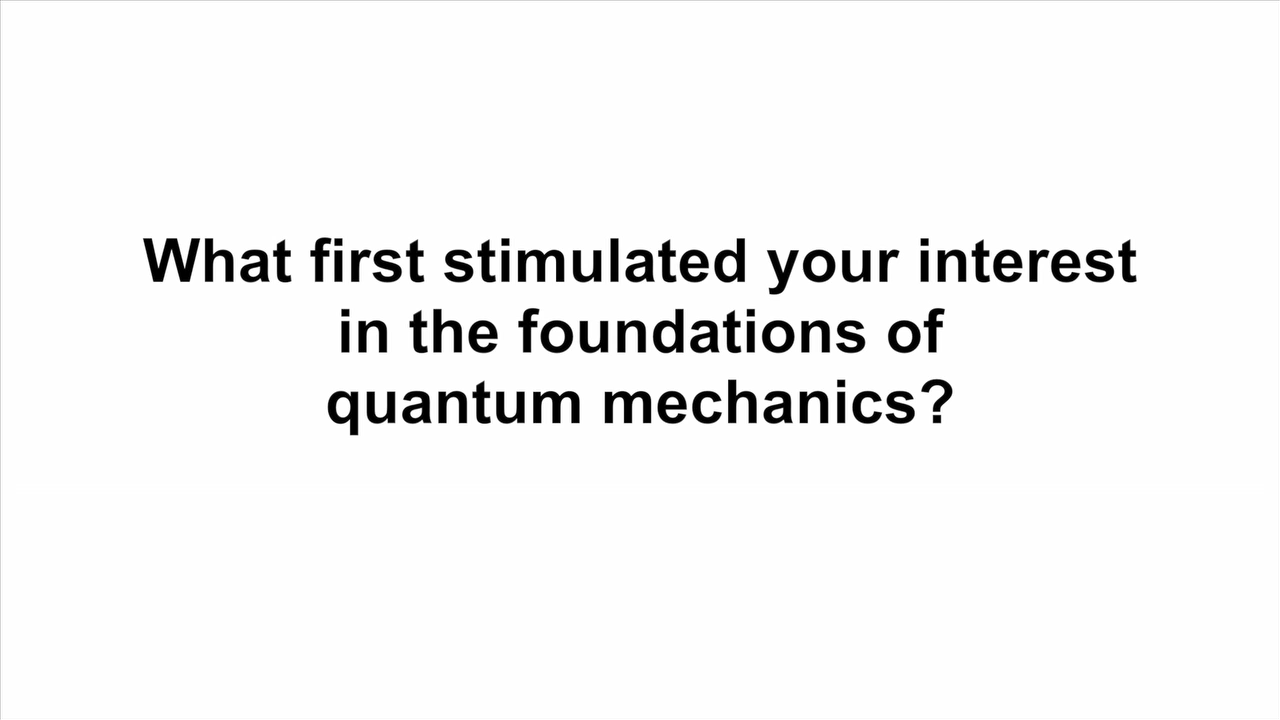 What first stimulated your interest
in the foundations of
quantum mechanics?